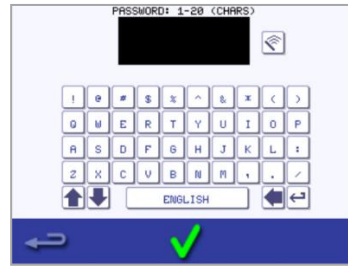 PASSWORD: 1-20 (CHARS)
! @ # $ % ^ & * ( )
Q W E R T Y U I O P
A S D F G H J K L :
Z X C V B N M , . /
ENGLISH